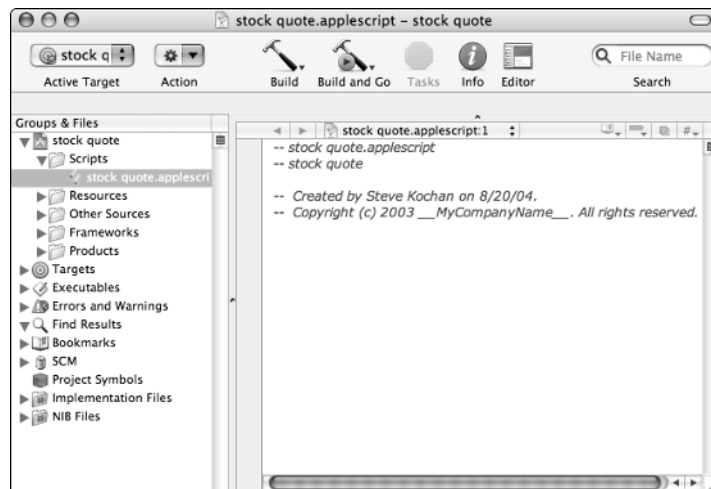 stock quote.applescript – stock quote
stock q
Active Target
Action
Build
Build and Go
Tasks
Info
Editor
File Name
Search
Groups & Files
stock quote
Scripts
stock quote.applescri
Resources
Other Sources
Frameworks
Products
Targets
Executables
Errors and Warnings
Find Results
Bookmarks
SCM
Project Symbols
Implementation Files
NIB Files
stock quote.applescript:1
-- stock quote.applescript
-- stock quote
-- Created by Steve Kochan on 8/20/04.
-- Copyright (c) 2003 __MyCompanyName__. All rights reserved.